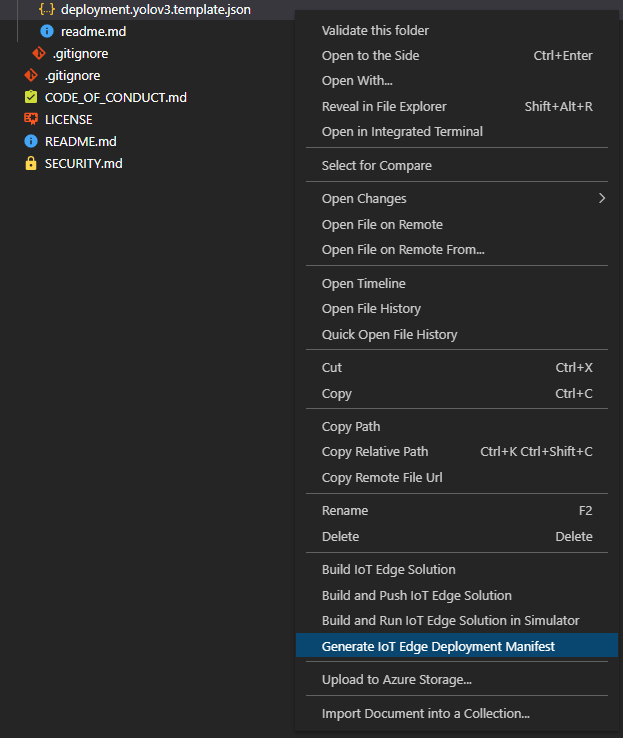 deployment.yolov3.template.json
readme.md
.gitignore
.gitignore
CODE_OF_CONDUCT.md
LICENSE
README.md
SECURITY.md
Validate this folder
Open to the Side Ctrl+Enter
Open With...
Reveal in File Explorer Shift+Alt+R
Open in Integrated Terminal
Select for Compare
Open Changes
Open File on Remote
Open File on Remote From...
Open Timeline
Open File History
Quick Open File History
Cut Ctrl+X
Copy Ctrl+C
Copy Path
Copy Relative Path Ctrl+K Ctrl+Shift+C
Copy Remote File Url
Rename F2
Delete Delete
Build IoT Edge Solution
Build and Push IoT Edge Solution
Build and Run IoT Edge Solution in Simulator
Generate IoT Edge Deployment Manifest
Upload to Azure Storage...
Import Document into a Collection...